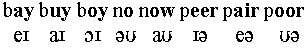 bay buy boy no now peer pair poor
eɪ aɪ ɔɪ əʊ aʊ ɪə eə ʊə